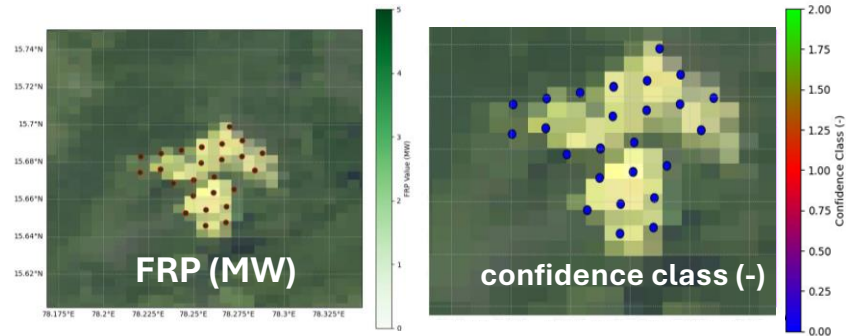 15.74°N
15.72°N
15.7°N
15.68°N
15.66°N
15.64°N
15.62°N
78.175°E 78.2°E 78.225°E 78.25°E 78.275°E 78.3°E 78.325°E
FRP (MW)
5
4
3
2
1
0
FRP Value (MW)
confidence class (-)
2.00
1.75
1.50
1.25
1.00
0.75
0.50
0.25
0.00
Confidence Class (-)